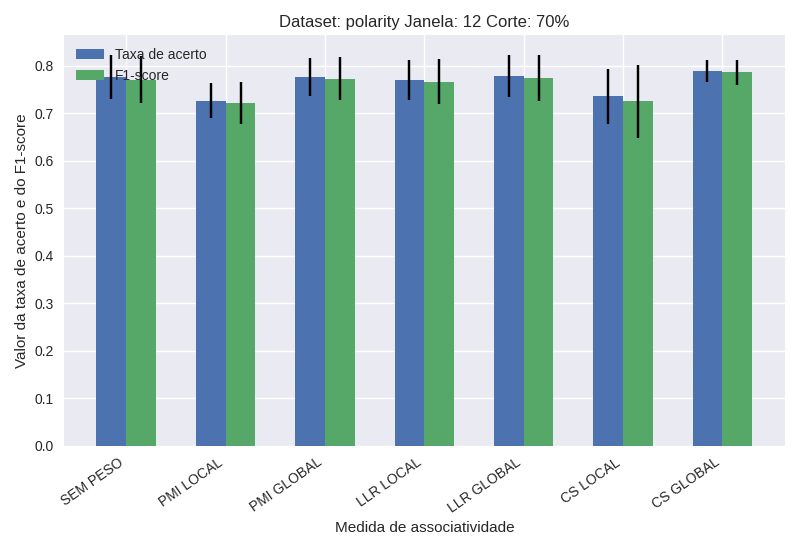 Dataset: polarity Janela: 12 Corte: 70%
Taxa de acerto
F1-score
Valor da taxa de acerto e do F1-score
0.8
0.7
0.6
0.5
0.4
0.3
0.2
0.1
0.0
SEM PESO
PMI LOCAL
PMI GLOBAL
LLR LOCAL
LLR GLOBAL
CS LOCAL
CS GLOBAL
Medida de associatividade